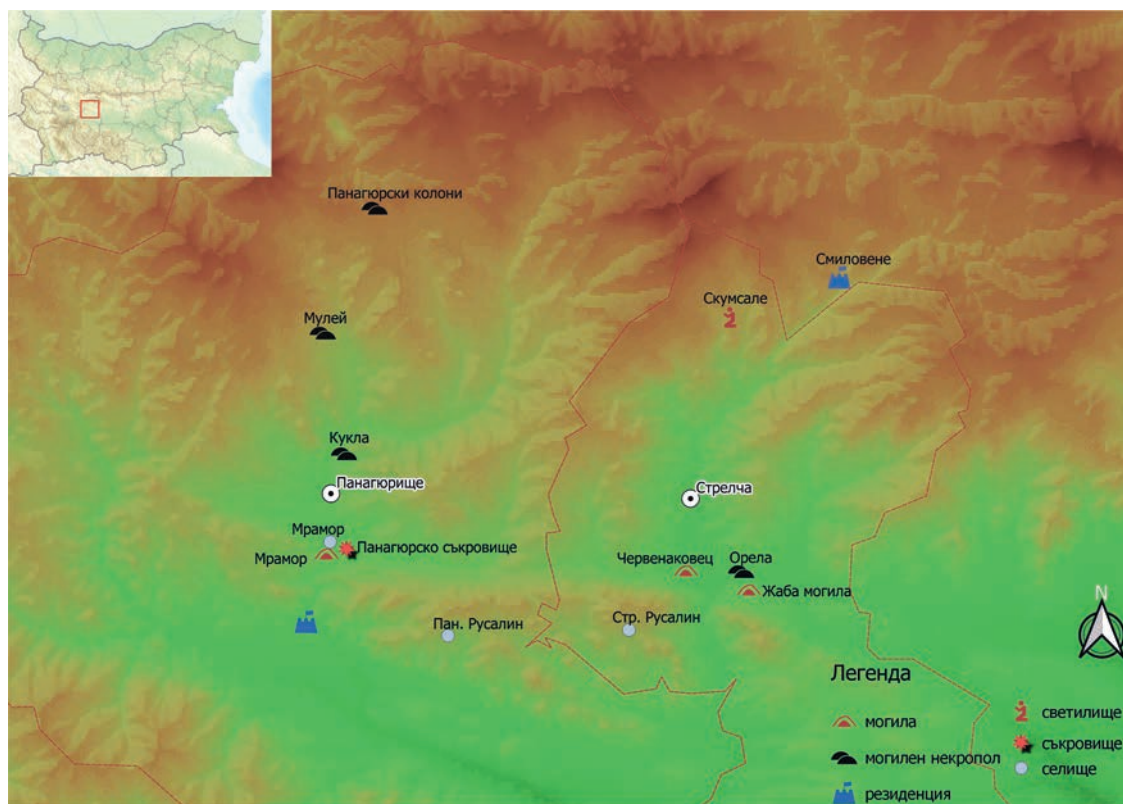 Панагюрски колони
Смиловене
Скумсале
Мулей
Кукла
Панагюрище
Стрелча
Мрамор
Мрамор
Панагюрско съкровище
Червенаковец
Орела
Жаба могила
Пан. Русалин
Стр. Русалин
N
Легенда
могила
могилен некропол
резиденция
светилище
съкровище
селище